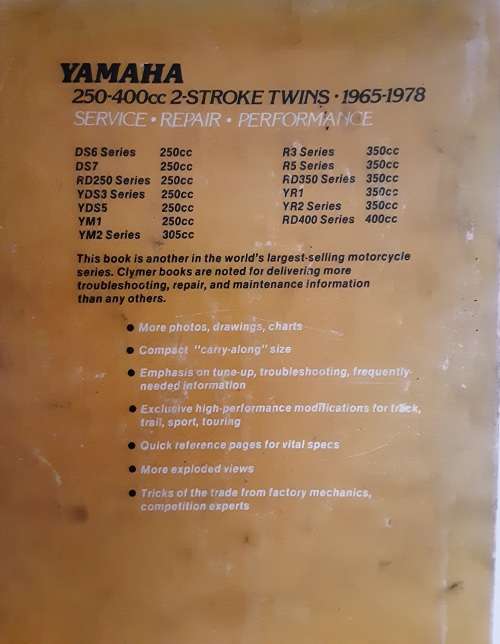 YAMAHA
250-400cc 2-STROKE TWINS • 1965-1978
SERVICE • REPAIR • PERFORMANCE
DS6 Series 250cc
DS7 250cc
RD250 Series 250cc
YDS3 Series 250cc
YDS5 250cc
YM1 250cc
YM2 Series 305cc
R3 Series 350cc
R5 Series 350cc
RD350 Series 350cc
YR1 350cc
YR2 Series 350cc
RD400 Series 400cc
This book is another in the world's largest-selling motorcycle
series. Clymer books are noted for delivering more
troubleshooting, repair, and maintenance information
than any others.
● More photos, drawings, charts
● Compact "carry-along" size
● Emphasis on tune-up, troubleshooting, frequently-
needed information
● Exclusive high-performance modifications for track,
trail, sport, touring
● Quick reference pages for vital specs
● More exploded views
● Tricks of the trade from factory mechanics,
competition experts